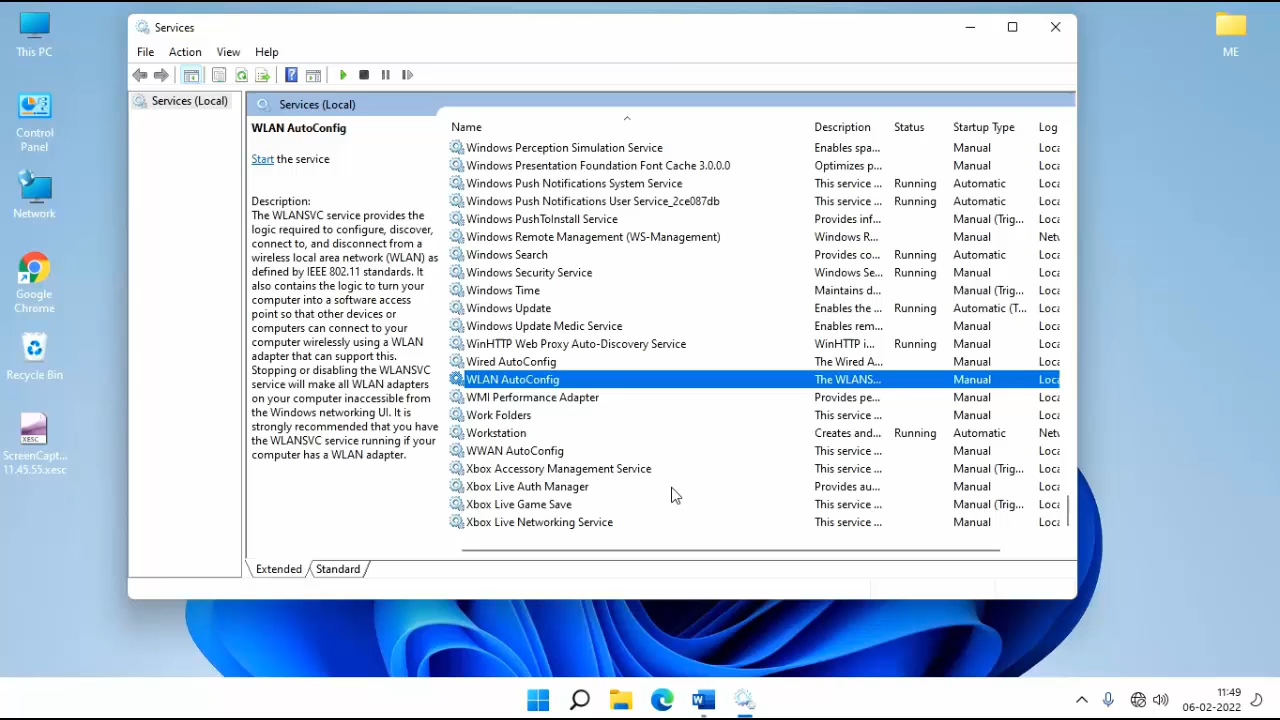 This PC
Control
Panel
Network
Google
Chrome
Recycle Bin
XESC
ScreenCapt...
11.45.55.xesc
ME
Services
File Action View Help
Services (Local)
Services (Local)
WLAN AutoConfig
Start the service
Description:
The WLANSVC service provides the
logic required to configure, discover,
connect to, and disconnect from a
wireless local area network (WLAN) as
defined by IEEE 802.11 standards. It
also contains the logic to turn your
computer into a software access
point so that other devices or
computers can connect to your
computer wirelessly using a WLAN
adapter that can support this.
Stopping or disabling the WLANSVC
service will make all WLAN adapters
on your computer inaccessible from
the Windows networking UI. It is
strongly recommended that you have
the WLANSVC service running if your
computer has a WLAN adapter.
Name Description Status Startup Type Log
Windows Perception Simulation Service Enables spa... Manual Loca
Windows Presentation Foundation Font Cache 3.0.0.0 Optimizes p... Manual Loca
Windows Push Notifications System Service This service ... Running Automatic Loca
Windows Push Notifications User Service_2ce087db This service ... Running Automatic Loca
Windows PushToInstall Service Provides inf... Manual (Trig... Loca
Windows Remote Management (WS-Management) Windows R... Manual Netv
Windows Search Provides co... Running Automatic Loca
Windows Security Service Windows Se... Running Manual Loca
Windows Time Maintains d... Manual (Trig... Loca
Windows Update Enables the ... Running Automatic (T... Loca
Windows Update Medic Service Enables rem... Manual Loca
WinHTTP Web Proxy Auto-Discovery Service WinHTTP i... Running Manual Loca
Wired AutoConfig The Wired A... Manual Loca
WLAN AutoConfig The WLANS... Manual Loca
WMI Performance Adapter Provides pe... Manual Loca
Work Folders This service ... Manual Loca
Workstation Creates and... Running Automatic Netv
WWAN AutoConfig This service ... Manual Loca
Xbox Accessory Management Service This service ... Manual (Trig... Loca
Xbox Live Auth Manager Provides au... Manual Loca
Xbox Live Game Save This service ... Manual (Trig... Loca
Xbox Live Networking Service This service ... Manual Loca
Extended Standard
11:49
06-02-2022